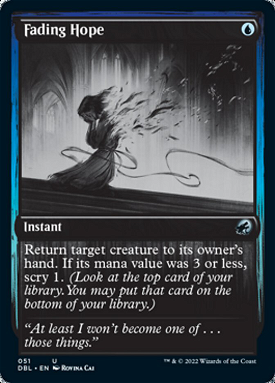 Fading Hope
Instant
Return target creature to its owner's
hand. If its mana value was 3 or less,
scry 1. (Look at the top card of your
library. You may put that card on the
bottom of your library.)
"At least I won't become one of . . .
those things."
051 U
DBL • EN Rovina Cai
™ & © 2022 Wizards of the Coast